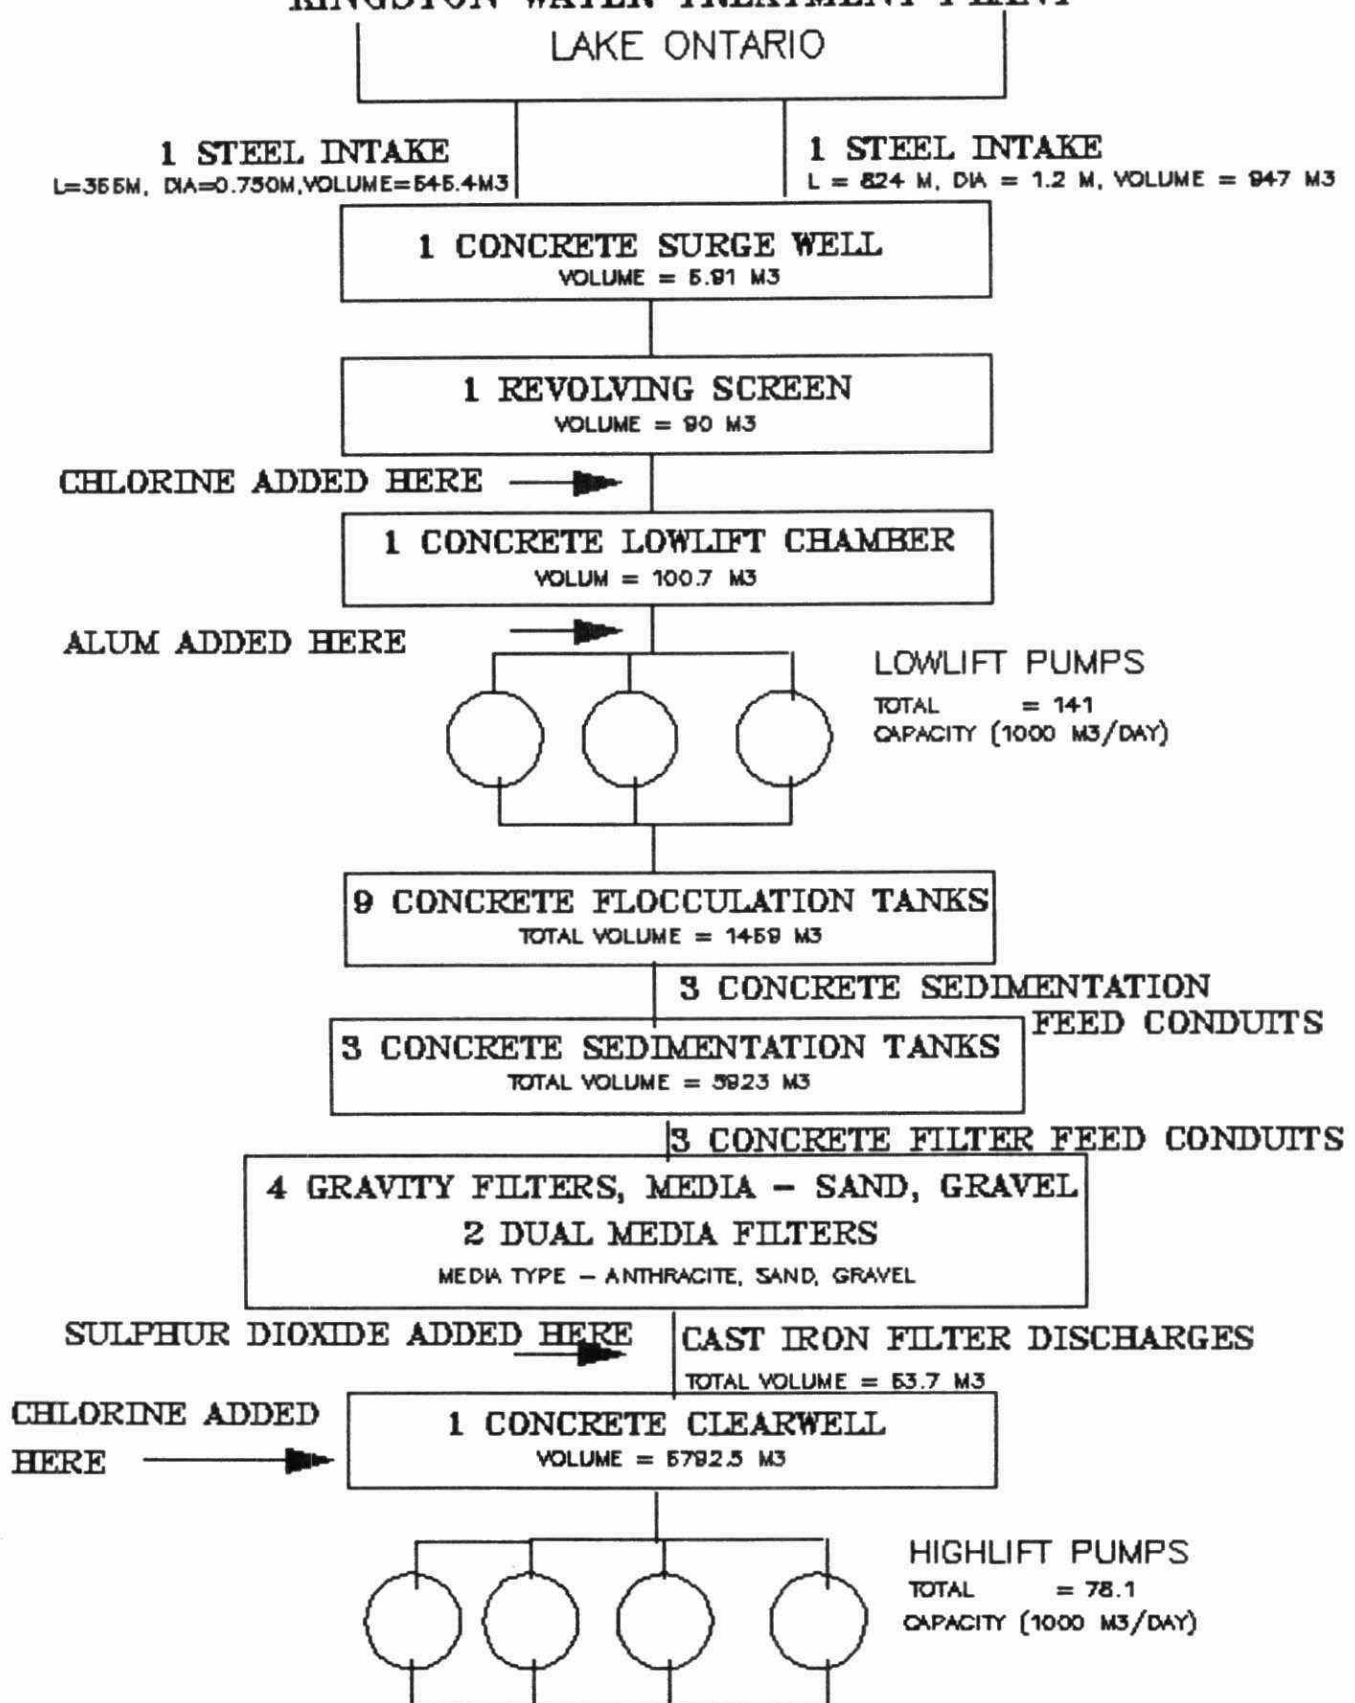 KINGSTON WATER TREATMENT PLANT
LAKE ONTARIO
1 STEEL INTAKE
L=355M, DIA=0.750M,VOLUME=545.4M3
1 STEEL INTAKE
L = 824 M, DIA = 1.2 M, VOLUME = 947 M3
1 CONCRETE SURGE WELL
VOLUME = 5.91 M3
1 REVOLVING SCREEN
VOLUME = 90 M3
CHLORINE ADDED HERE
1 CONCRETE LOWLIFT CHAMBER
VOLUM = 100.7 M3
ALUM ADDED HERE
LOWLIFT PUMPS
TOTAL = 141
CAPACITY (1000 M3/DAY)
9 CONCRETE FLOCCULATION TANKS
TOTAL VOLUME = 1459 M3
3 CONCRETE SEDIMENTATION
FEED CONDUITS
3 CONCRETE SEDIMENTATION TANKS
TOTAL VOLUME = 3923 M3
3 CONCRETE FILTER FEED CONDUITS
4 GRAVITY FILTERS, MEDIA – SAND, GRAVEL
2 DUAL MEDIA FILTERS
MEDIA TYPE – ANTHRACITE, SAND, GRAVEL
SULPHUR DIOXIDE ADDED HERE
CAST IRON FILTER DISCHARGES
TOTAL VOLUME = 53.7 M3
CHLORINE ADDED
HERE
1 CONCRETE CLEARWELL
VOLUME = 5792.5 M3
HIGHLIFT PUMPS
TOTAL = 78.1
CAPACITY (1000 M3/DAY)